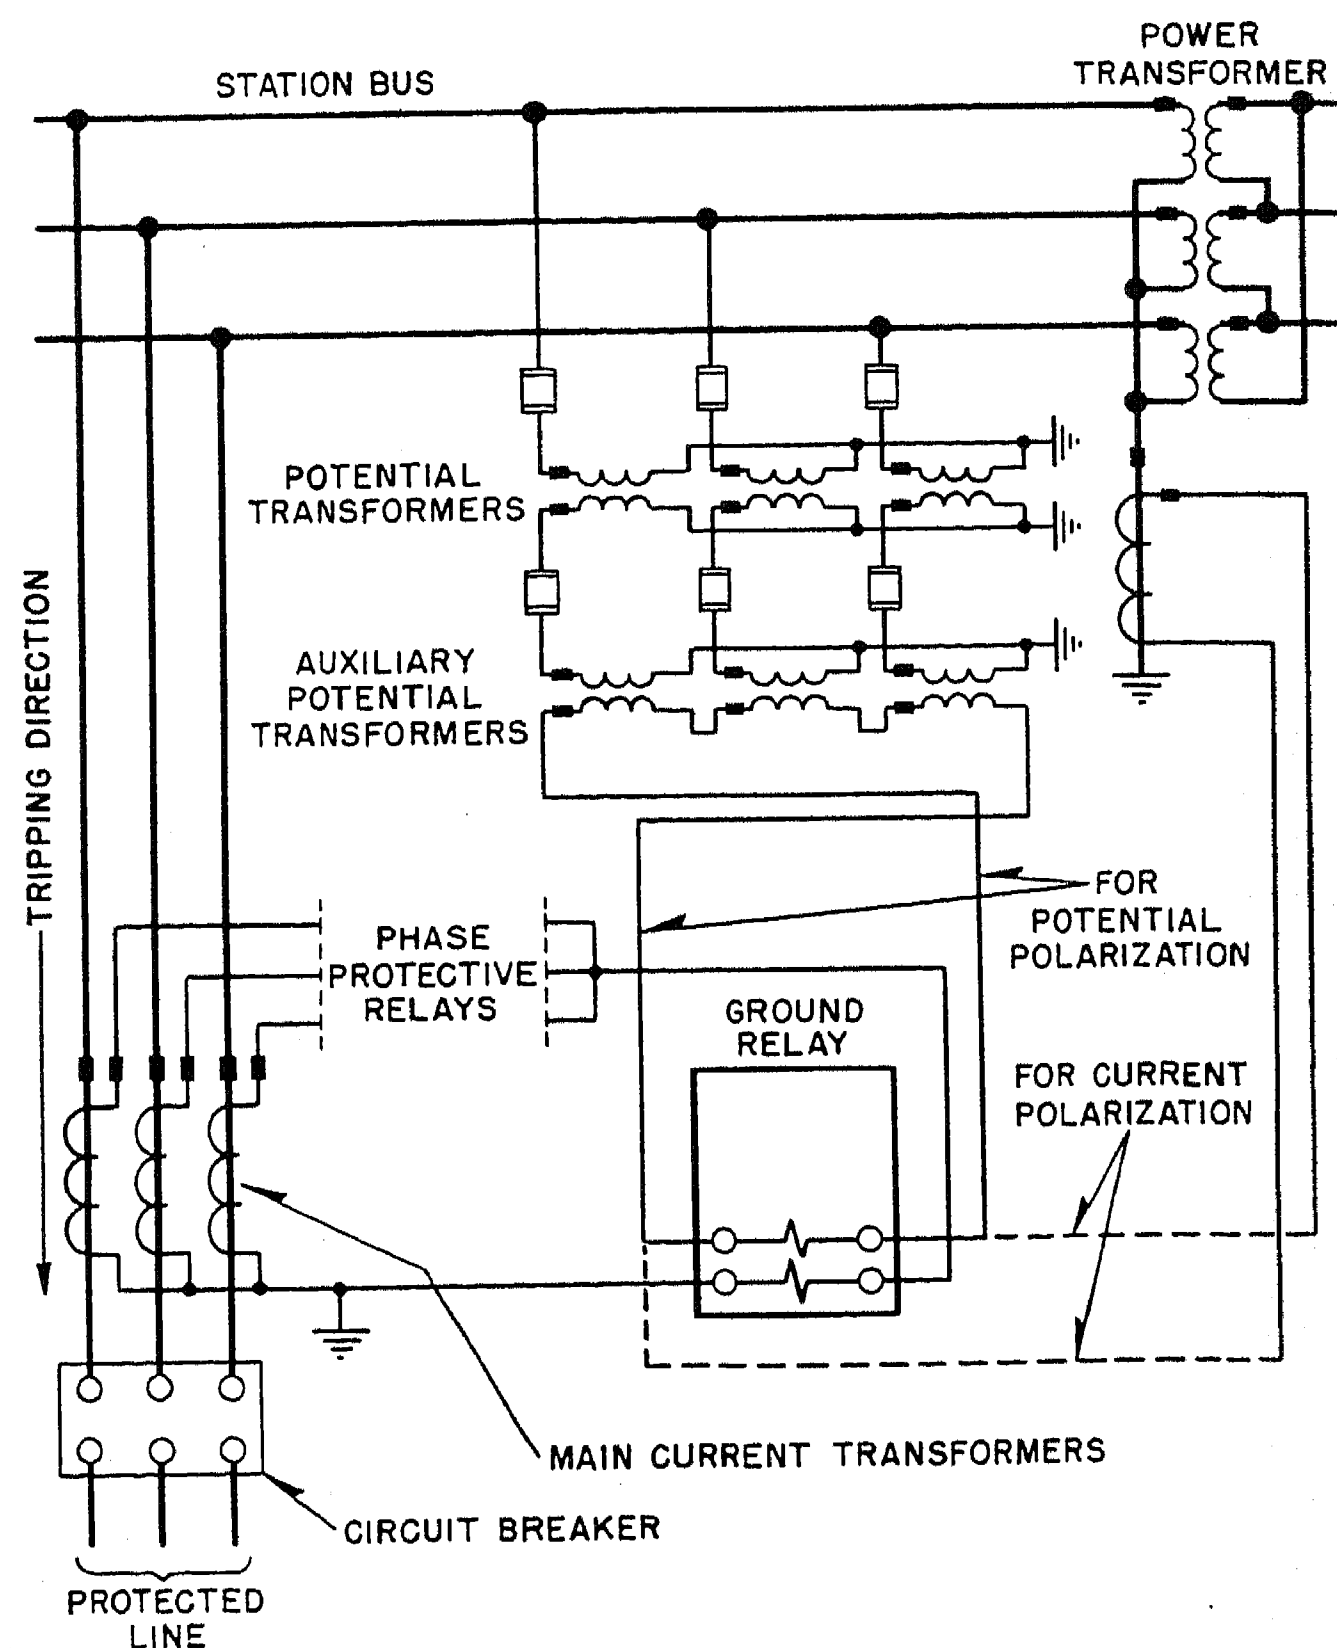 POWER
TRANSFORMER
STATION BUS
POTENTIAL
TRANSFORMERS
AUXILIARY
POTENTIAL
TRANSFORMERS
TRIPPING DIRECTION
FOR
POTENTIAL
POLARIZATION
PHASE
PROTECTIVE
RELAYS
GROUND
RELAY
FOR CURRENT
POLARIZATION
MAIN CURRENT TRANSFORMERS
CIRCUIT BREAKER
PROTECTED
LINE